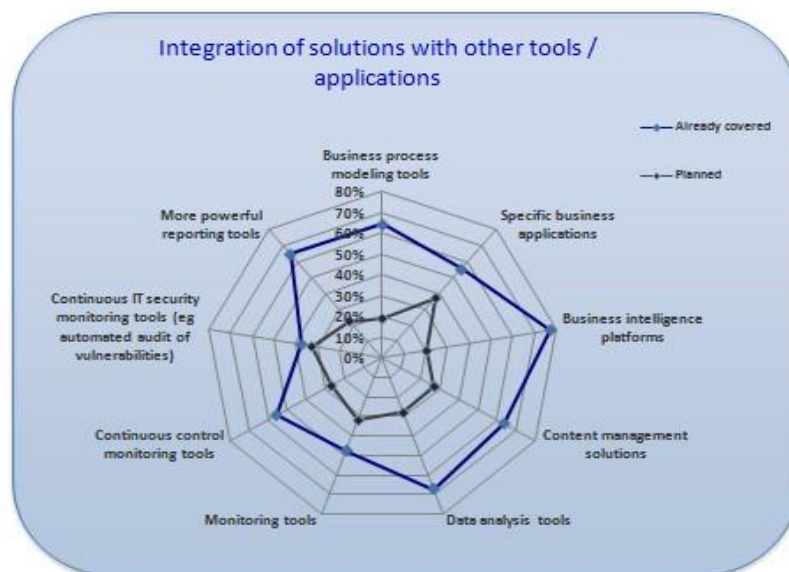 Integration of solutions with other tools /
applications
Already covered
Planned
Business process
modeling tools
80%
70%
60%
50%
40%
30%
20%
10%
0%
More powerful
reporting tools
Specific business
applications
Continuous IT security
monitoring tools (eg
automated audit of
vulnerabilities)
Business intelligence
platforms
Continuous control
monitoring tools
Content management
solutions
Monitoring tools
Data analysis tools